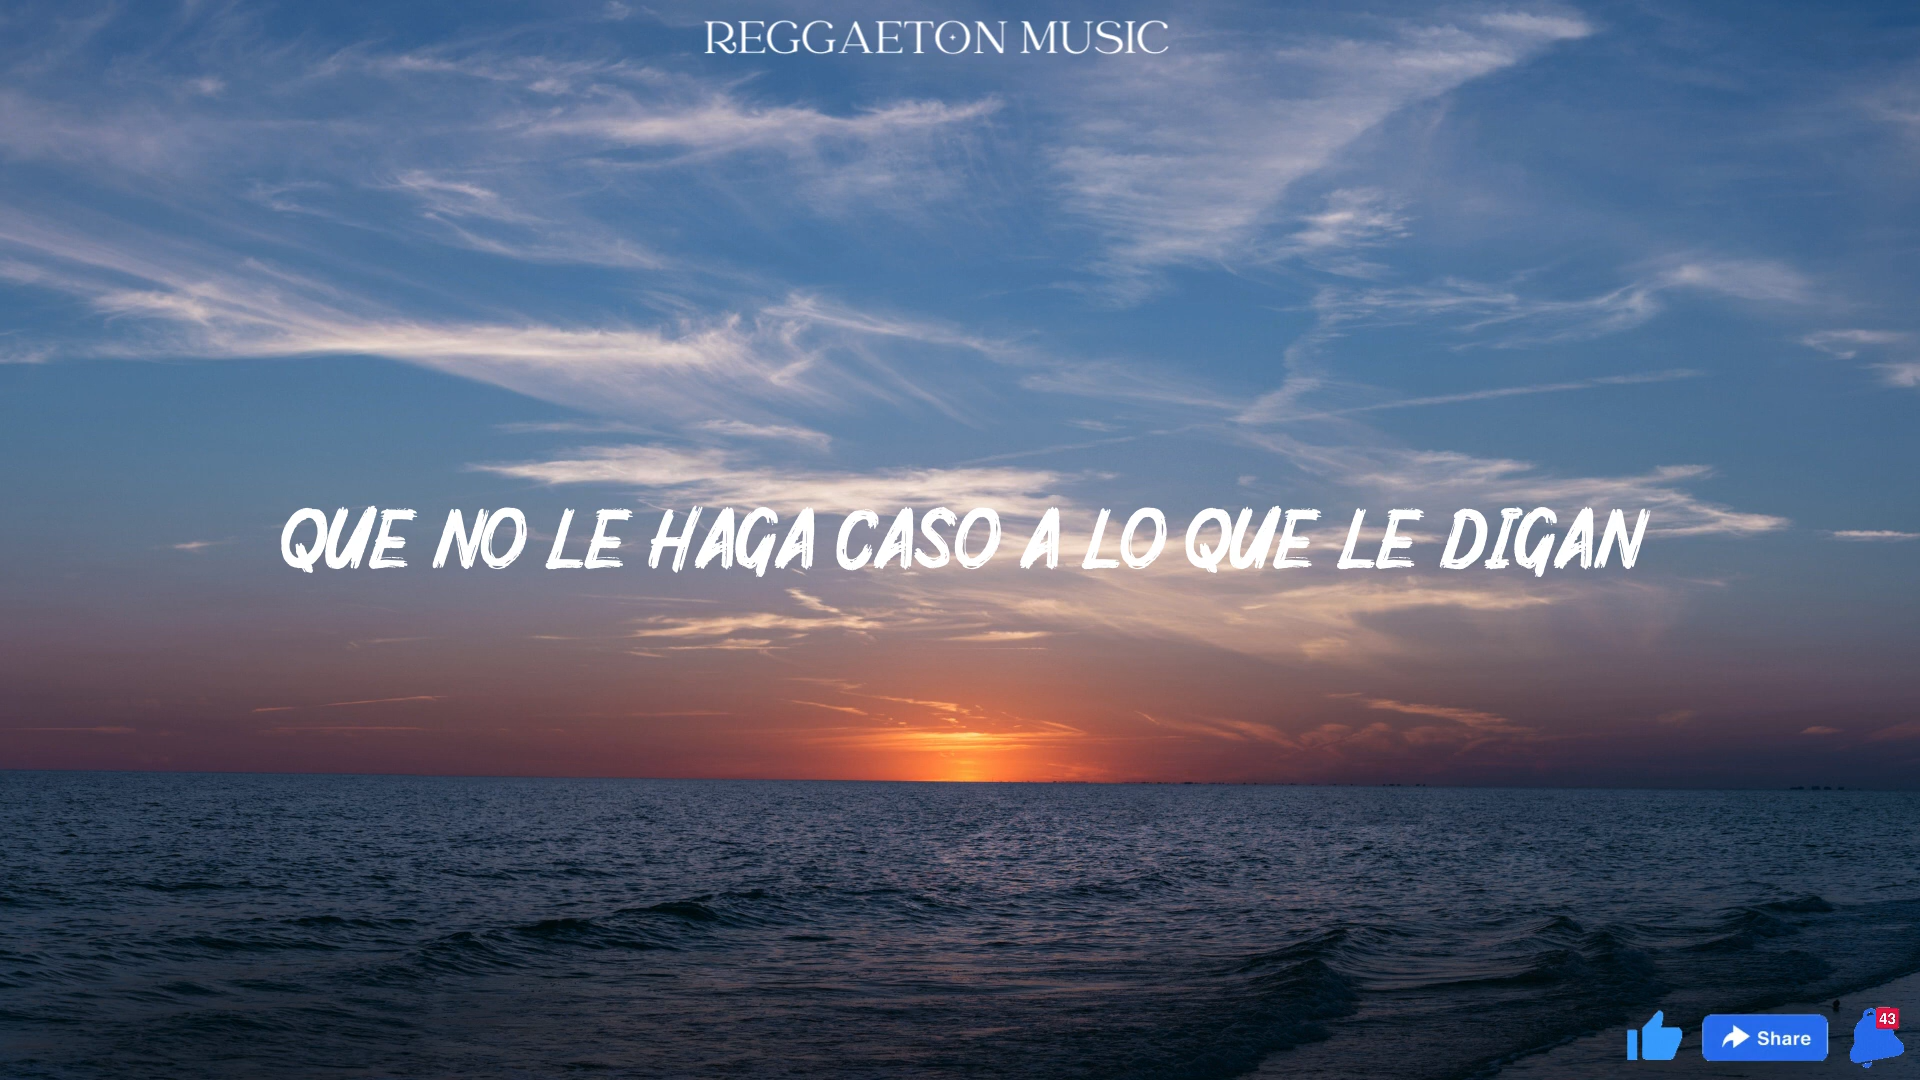 REGGAETON MUSIC
QUE NO LE HAGA CASO A LO QUE LE DIGAN
Share
43